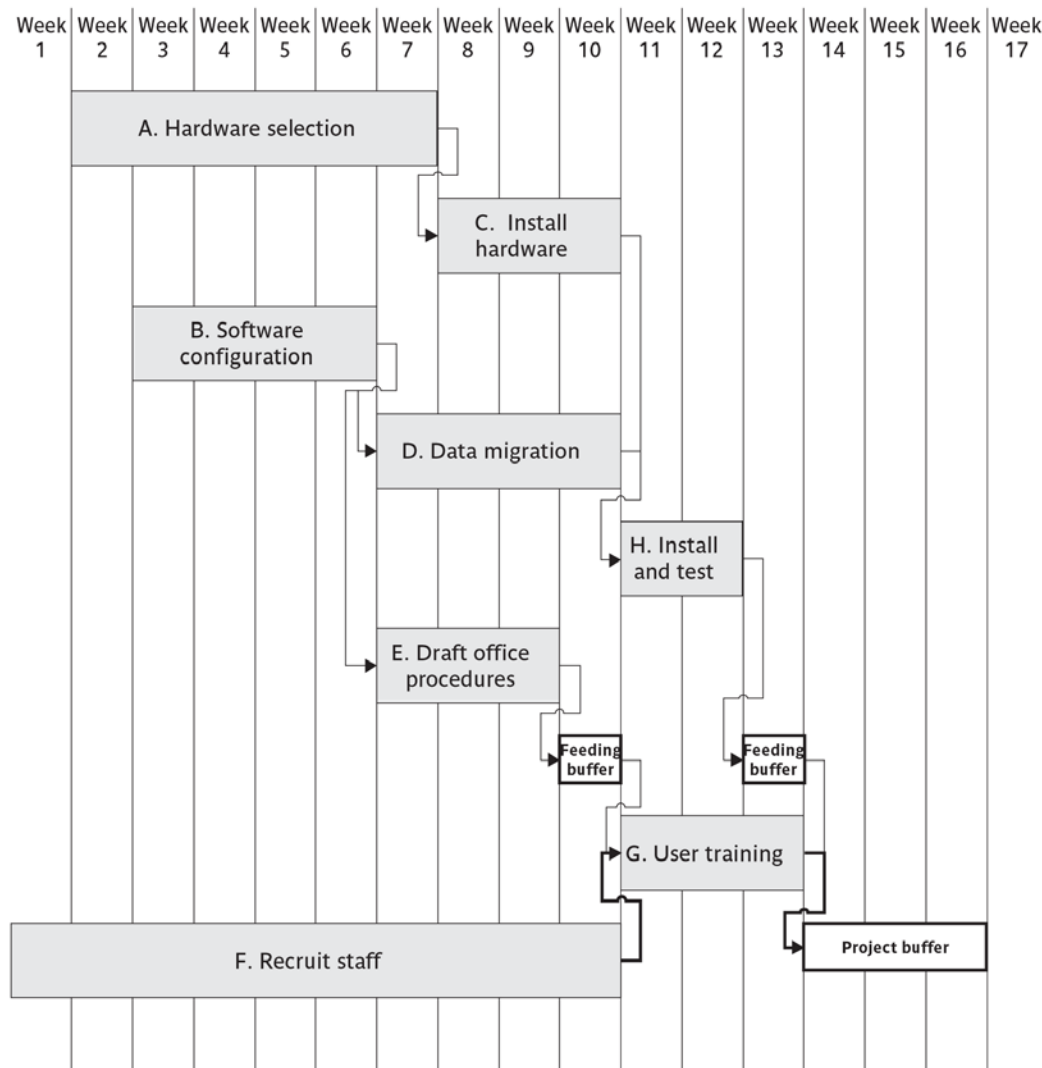 Week Week Week Week Week Week Week Week Week Week Week Week Week Week Week Week Week
1 2 3 4 5 6 7 8 9 10 11 12 13 14 15 16 17
A. Hardware selection
C. Install
hardware
B. Software
configuration
D. Data migration
H. Install
and test
E. Draft office
procedures
Feeding
buffer
Feeding
buffer
G. User training
F. Recruit staff
Project buffer